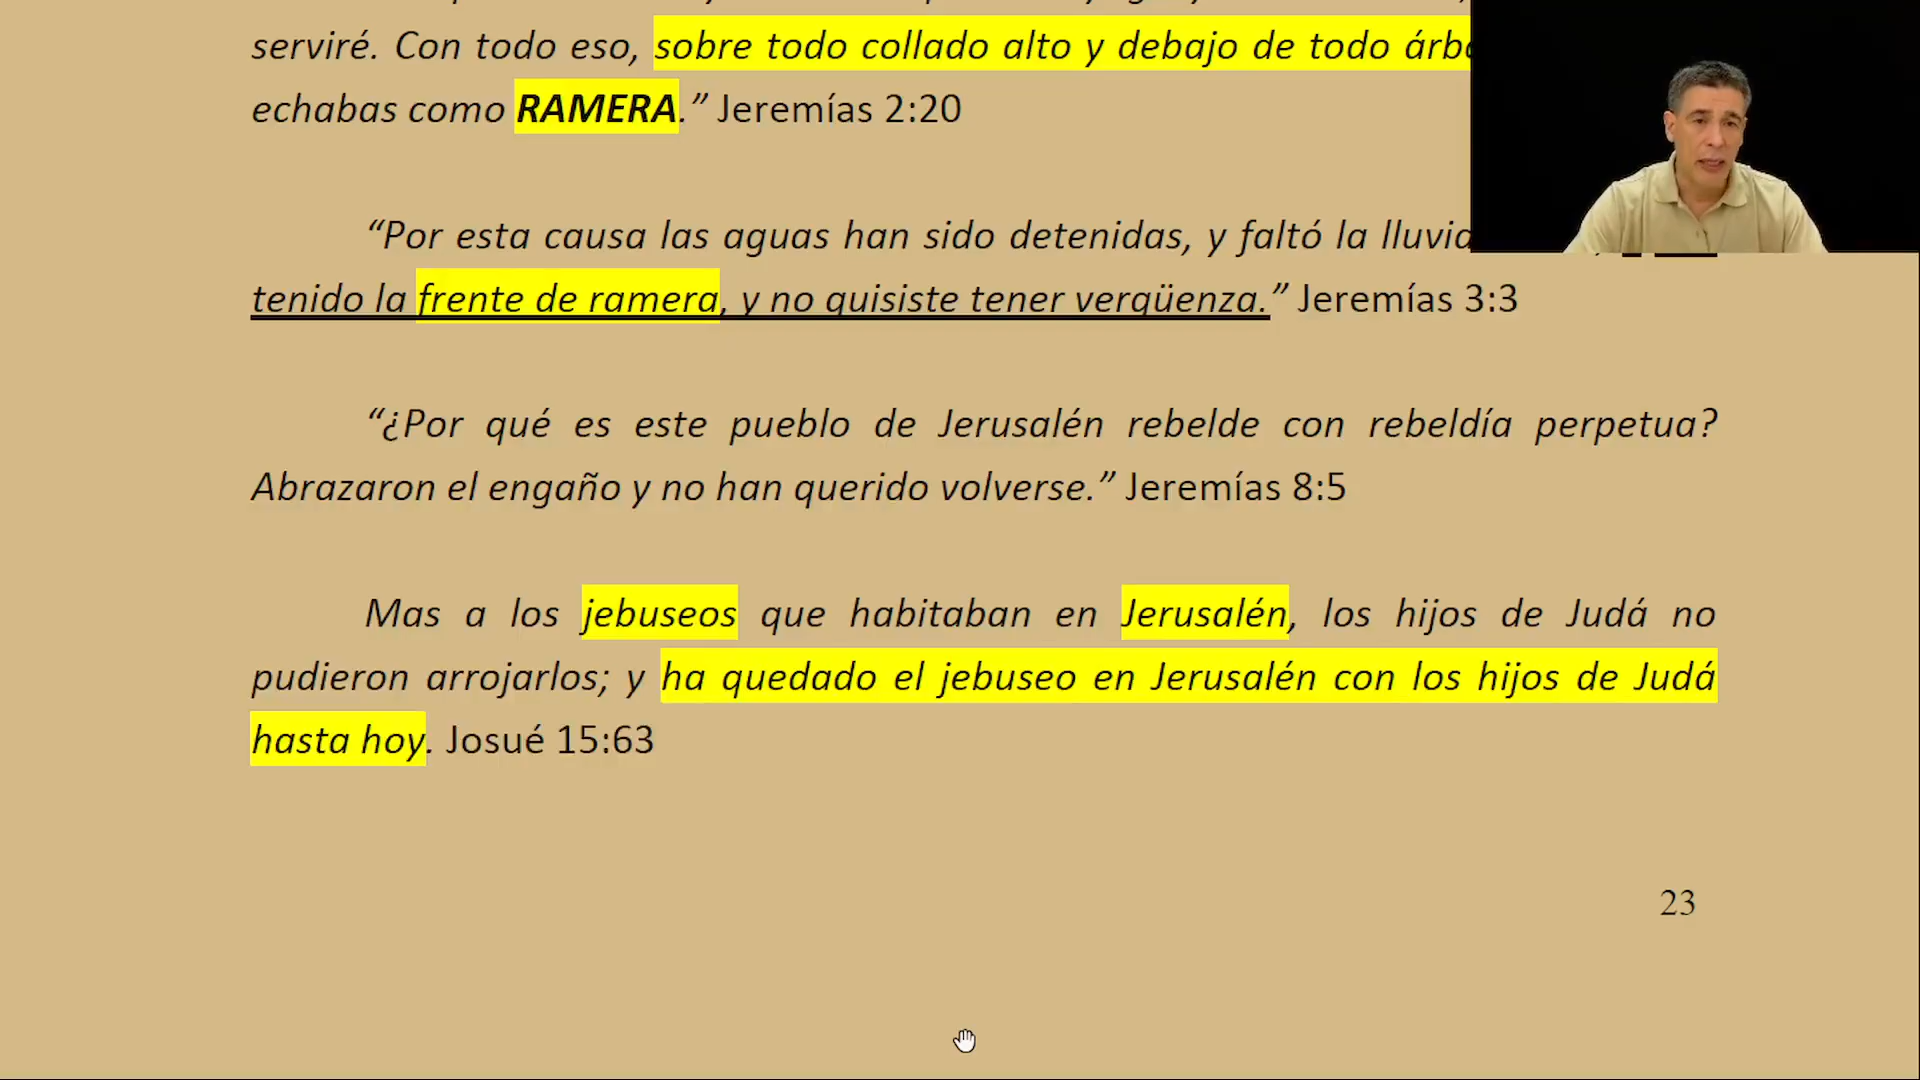 serviré. Con todo eso, sobre todo collado alto y debajo de todo
echabas como RAMERA.” Jeremías 2:20
“Por esta causa las aguas han sido detenidas, y faltó la
tenido la frente de ramera, y no quisiste tener vergüenza.” Jeremías 3:3
“¿Por qué es este pueblo de Jerusalén rebelde con rebeldía perpetua?
Abrazaron el engaño y no han querido volverse.” Jeremías 8:5
Mas a los jebuseos que habitaban en Jerusalén, los hijos de Judá no
pudieron arrojarlos; y ha quedado el jebuseo en Jerusalén con los hijos de Judá
hasta hoy. Josué 15:63
23